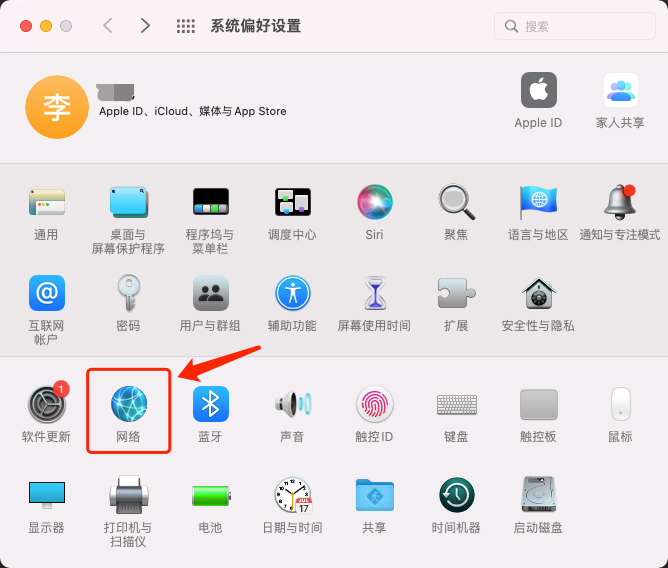 系统偏好设置
搜索
李
Apple ID、iCloud、媒体与 App Store
Apple ID
家人共享
通用
桌面与
屏幕保护程序
程序坞与
菜单栏
调度中心
Siri
聚焦
语言与地区
通知与专注模式
@
互联网
帐户
密码
用户与群组
辅助功能
屏幕使用时间
扩展
安全性与隐私
1
软件更新
网络
蓝牙
声音
触控 ID
键盘
触控板
鼠标
显示器
打印机与
扫描仪
电池
JUL
17
日期与时间
共享
时间机器
启动磁盘